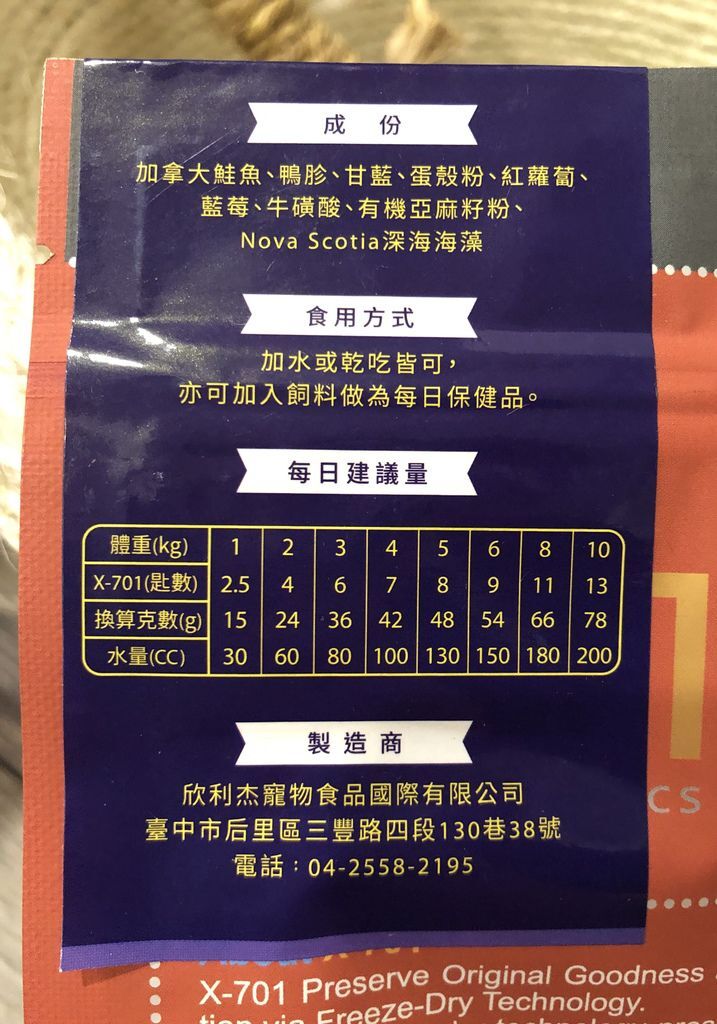 成份
加拿大鮭魚、鴨胗、甘藍、蛋殼粉、紅蘿蔔、
藍莓、牛磺酸、有機亞麻籽粉、
Nova Scotia深海海藻
食用方式
加水或乾吃皆可，
亦可加入飼料做為每日保健品。
每日建議量
體重(kg) 1 2 3 4 5 6 8 10
X-701(匙數) 2.5 4 6 7 8 9 11 13
換算克數(g) 15 24 36 42 48 54 66 78
水量(CC) 30 60 80 100 130 150 180 200
製造商
欣利杰寵物食品國際有限公司
臺中市后里區三豐路四段130巷38號
電話：04-2558-2195
1
CS
X-701 Preserve Original Goodness
Freeze-Dry Technology.